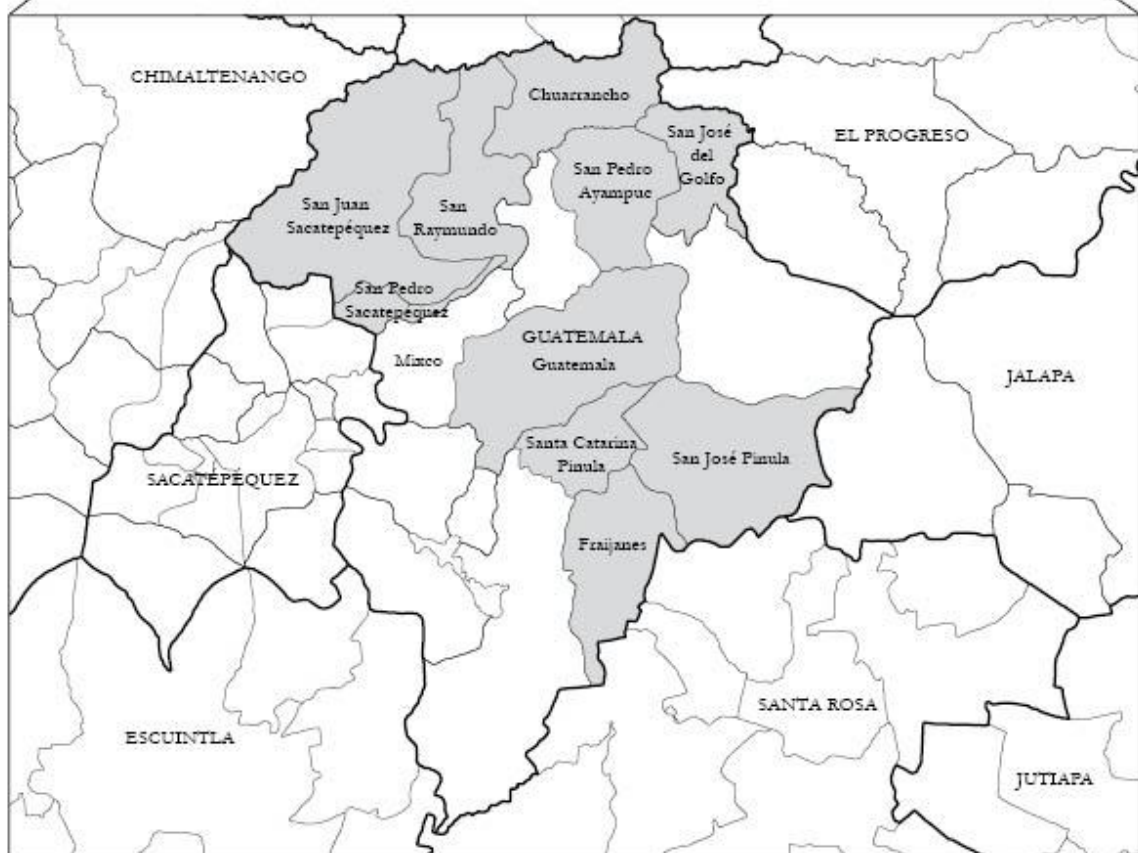 CHIMALTENANGO
Chuarrancho
San José
del
Golfo
EL PROGRESO
San Pedro
Ayampuc
San Juan
Sacatepéquez
San
Raymundo
San Pedro
Sacatepéquez
GUATEMALA
Guatemala
Mixco
JALAPA
Santa Catarina
Pinula
San José Pinula
SACATEPÉQUEZ
Fraijanes
SANTA ROSA
ESCUINTLA
JUTIAPA